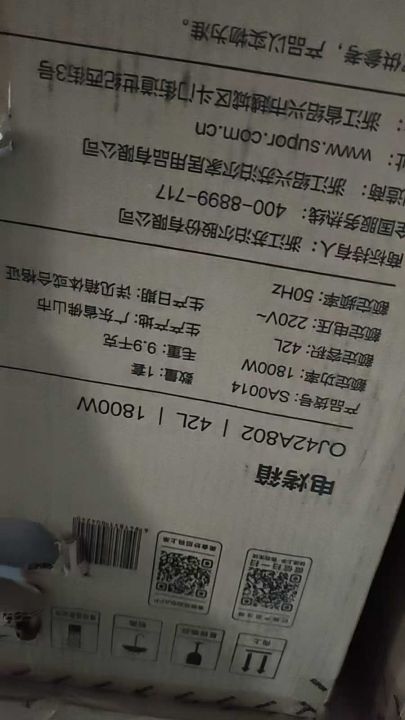 向上
电烤箱
OJ42A802 | 42L | 1800W
产品货号: SA0014
数量: 1套
额定功率: 1800W
毛重: 9.9千克
额定容积: 42L
生产产地: 广东省佛山市
额定电压: 220V~
生产日期: 详见箱体或合格证
额定频率: 50Hz
商标持有人: 浙江苏泊尔股份有限公司
全国服务热线: 400-8899-717
造商: 浙江绍兴苏泊尔家居用品有限公司
址: www.supor.com.cn
: 浙江省绍兴市越城区斗门街道世纪西街3号
供参考, 产品以实物为准。